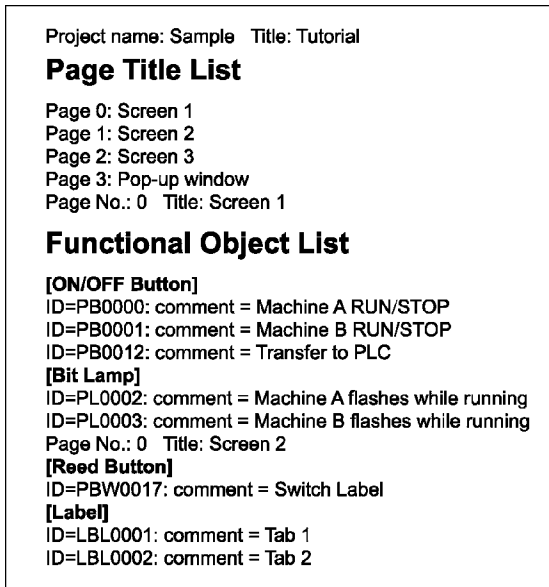 Project name: Sample Title: Tutorial
Page Title List
Page 0: Screen 1
Page 1: Screen 2
Page 2: Screen 3
Page 3: Pop-up window
Page No.: 0 Title: Screen 1
Functional Object List
[ON/OFF Button]
ID=PB0000: comment = Machine A RUN/STOP
ID=PB0001: comment = Machine B RUN/STOP
ID=PB0012: comment = Transfer to PLC
[Bit Lamp]
ID=PL0002: comment = Machine A flashes while running
ID=PL0003: comment = Machine B flashes while running
Page No.: 0 Title: Screen 2
[Reed Button]
ID=PBW0017: comment = Switch Label
[Label]
ID=LBL0001: comment = Tab 1
ID=LBL0002: comment = Tab 2